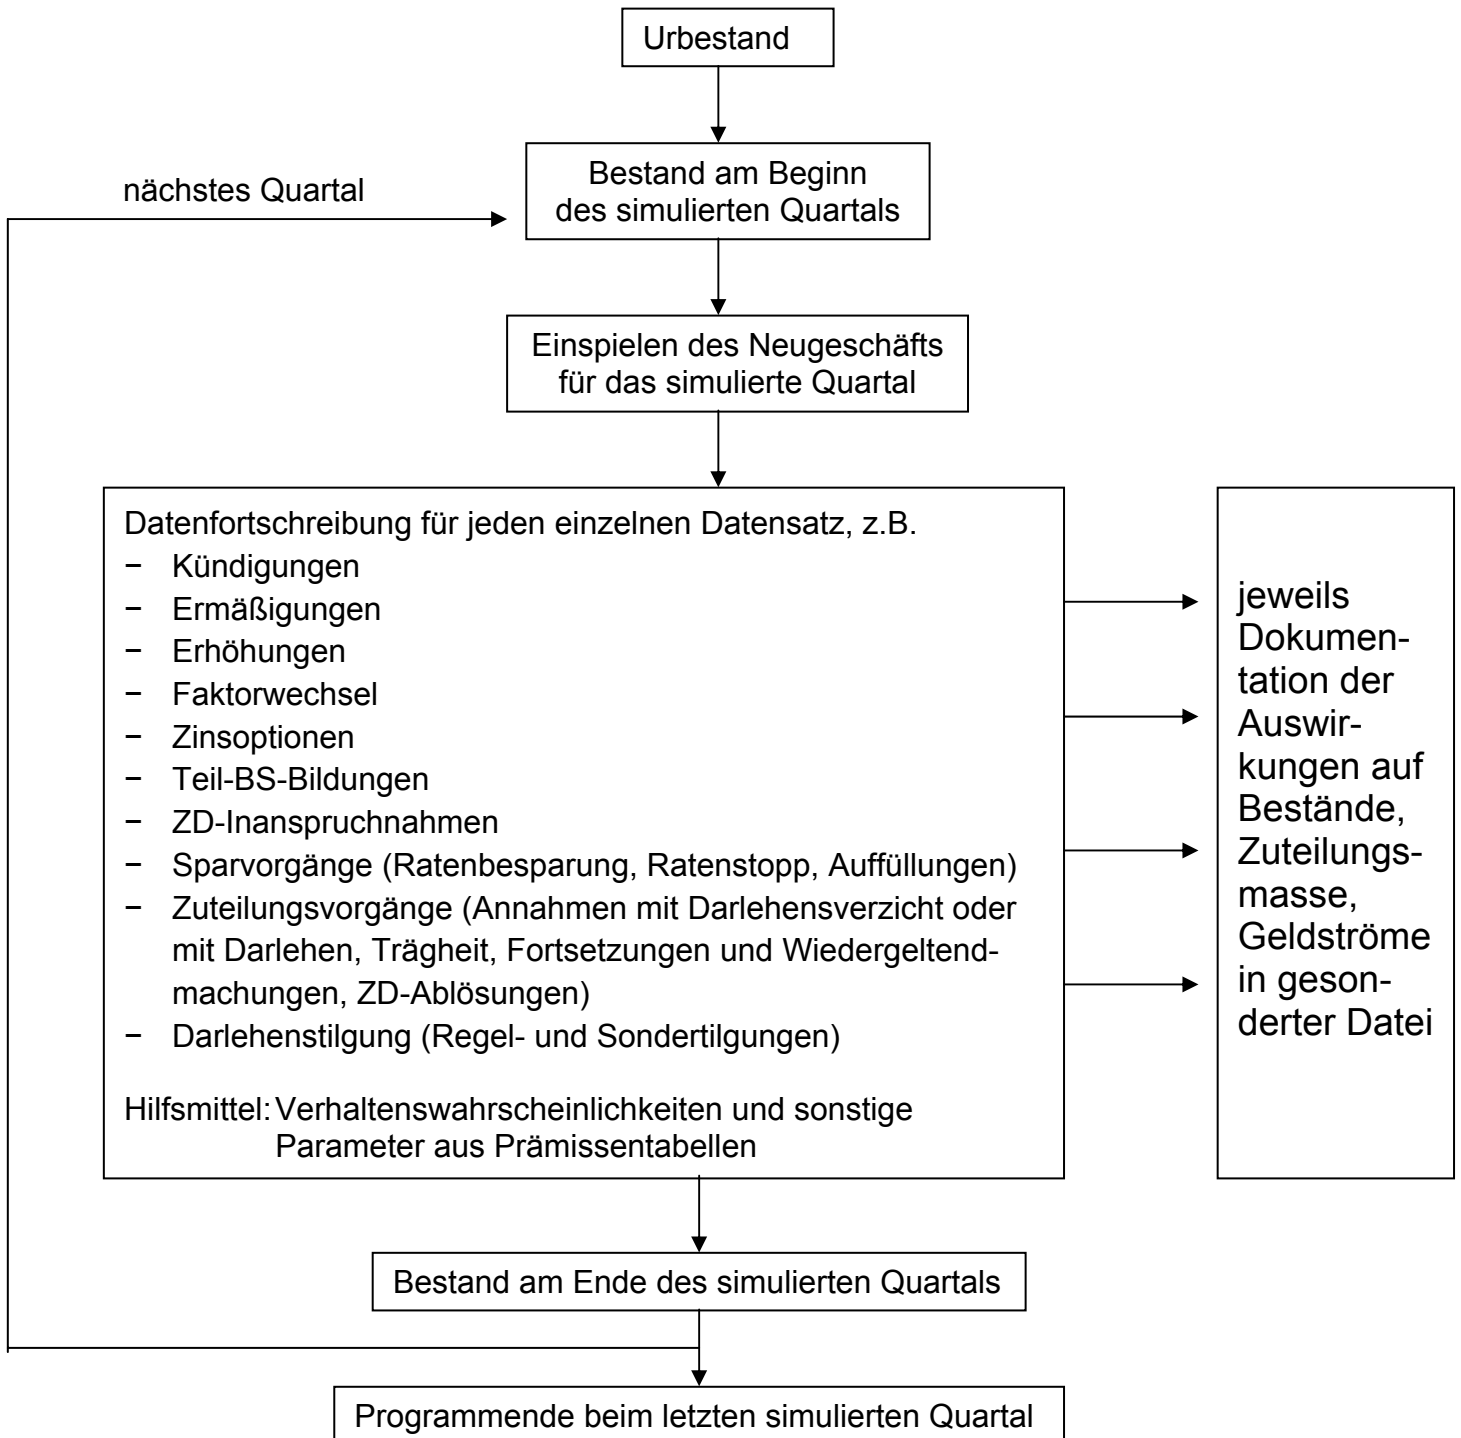 Urbestand
nächstes Quartal
Bestand am Beginn
des simulierten Quartals
Einspielen des Neugeschäfts
für das simulierte Quartal
Datenfortschreibung für jeden einzelnen Datensatz, z.B.
− Kündigungen
− Ermäßigungen
− Erhöhungen
− Faktorwechsel
− Zinsoptionen
− Teil-BS-Bildungen
− ZD-Inanspruchnahmen
− Sparvorgänge (Ratenbesparung, Ratenstopp, Auffüllungen)
− Zuteilungsvorgänge (Annahmen mit Darlehensverzicht oder
mit Darlehen, Trägheit, Fortsetzungen und Wiedergeltend-
machungen, ZD-Ablösungen)
− Darlehenstilgung (Regel- und Sondertilgungen)
Hilfsmittel: Verhaltenswahrscheinlichkeiten und sonstige
Parameter aus Prämissentabellen
jeweils
Dokumen-
tation der
Auswir-
kungen auf
Bestände,
Zuteilungs-
masse,
Geldströme
in geson-
derter Datei
Bestand am Ende des simulierten Quartals
Programmende beim letzten simulierten Quartal